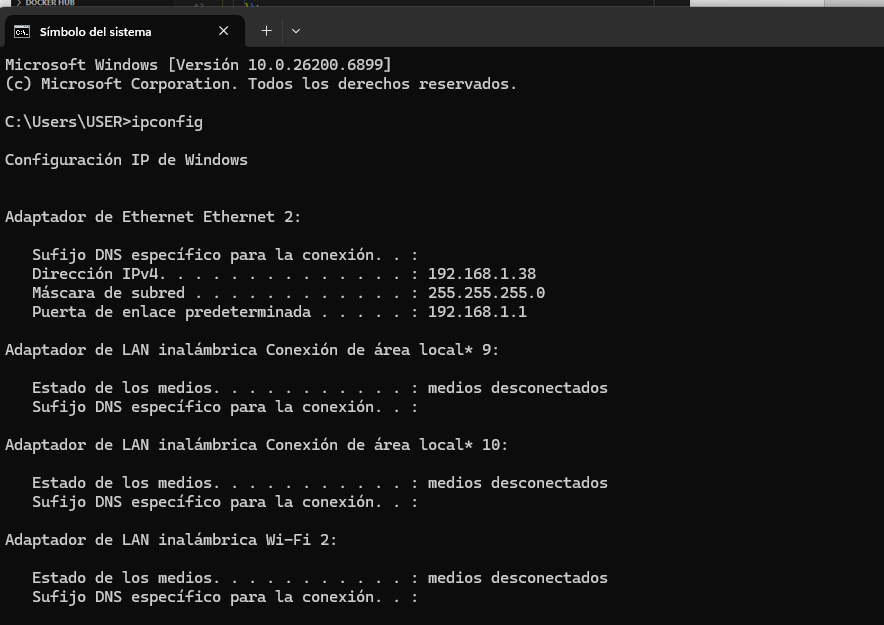 DOCKER HUB
Símbolo del sistema
Microsoft Windows [Versión 10.0.26200.6899]
(c) Microsoft Corporation. Todos los derechos reservados.
C:\Users\USER>ipconfig
Configuración IP de Windows
Adaptador de Ethernet Ethernet 2:
Sufijo DNS específico para la conexión. . :
Dirección IPv4. . . . . . . . . . . . . . : 192.168.1.38
Máscara de subred . . . . . . . . . . . . : 255.255.255.0
Puerta de enlace predeterminada . . . . . : 192.168.1.1
Adaptador de LAN inalámbrica Conexión de área local* 9:
Estado de los medios. . . . . . . . . . . : medios desconectados
Sufijo DNS específico para la conexión. . :
Adaptador de LAN inalámbrica Conexión de área local* 10:
Estado de los medios. . . . . . . . . . . : medios desconectados
Sufijo DNS específico para la conexión. . :
Adaptador de LAN inalámbrica Wi-Fi 2:
Estado de los medios. . . . . . . . . . . : medios desconectados
Sufijo DNS específico para la conexión. . :